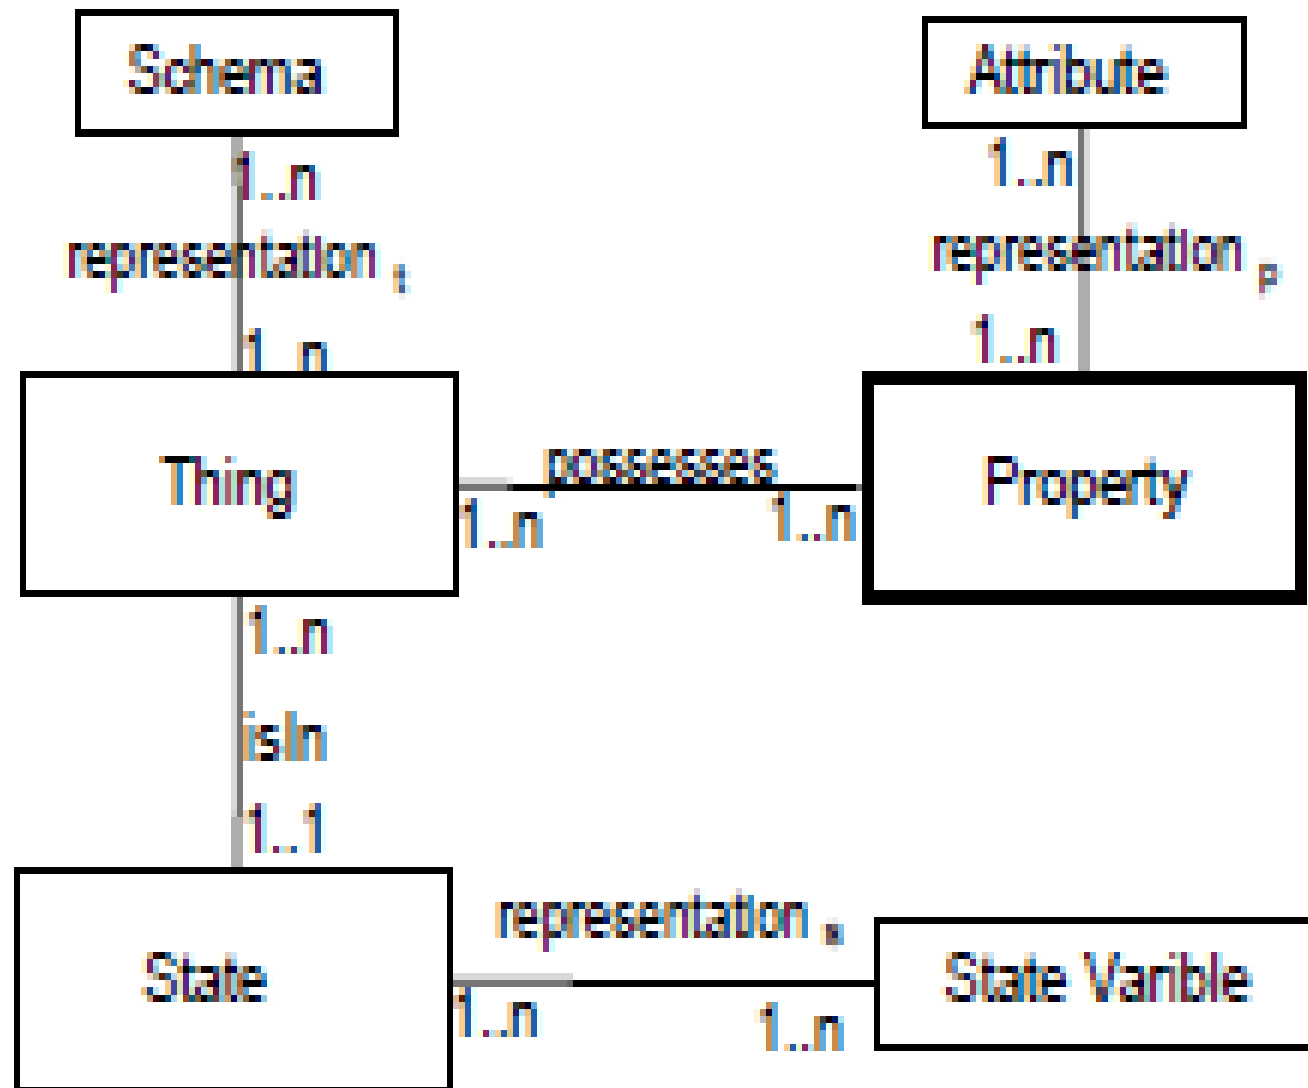 Schema
Attribute
1..n
1..n
representation t
representation p
1..n
1..n
Thing
possesses
Property
1..n
1..n
1..n
isIn
1..1
representation s
State
State Varible
1..n
1..n